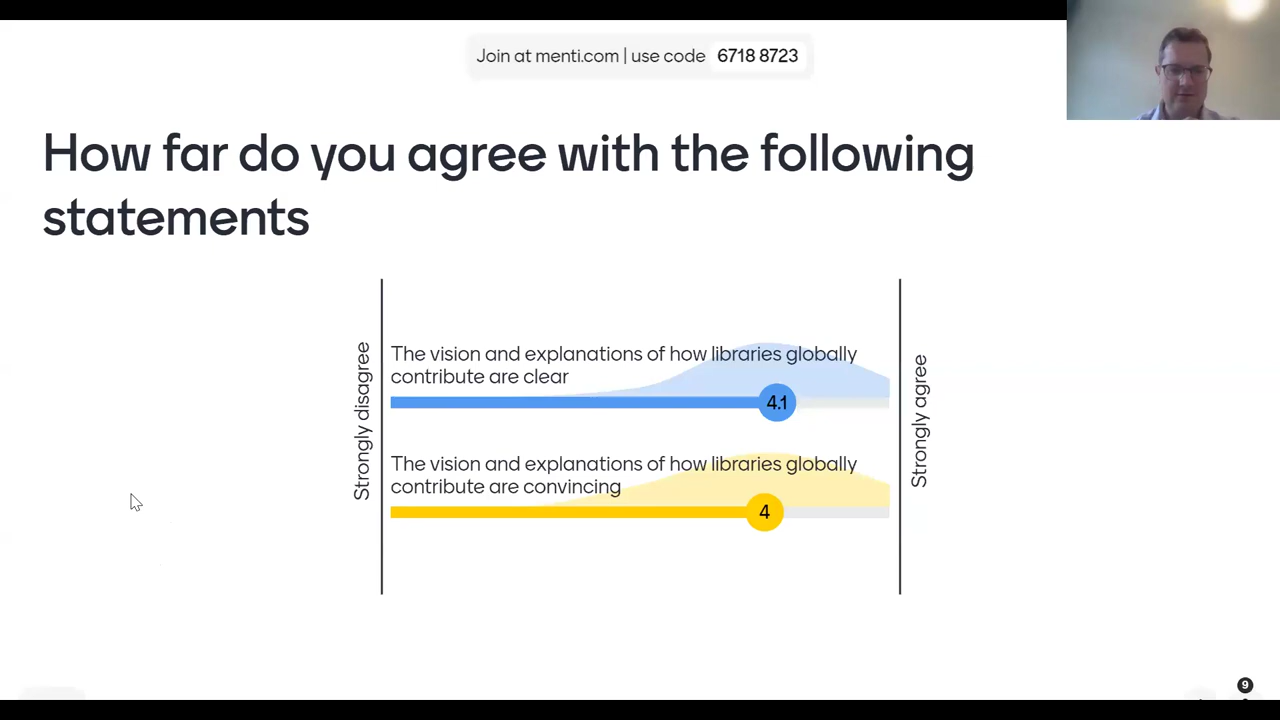 Join at menti.com | use code 6718 8723
How far do you agree with the following
statements
Strongly disagree
The vision and explanations of how libraries globally
contribute are clear
4.1
The vision and explanations of how libraries globally
contribute are convincing
4
Strongly agree
9